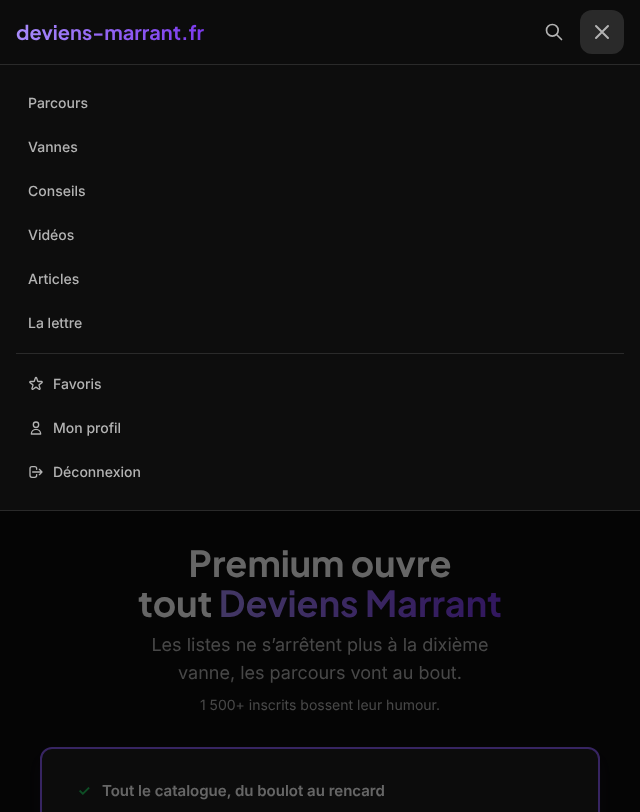 deviens-marrant.fr
Parcours
Vannes
Conseils
Vidéos
Articles
La lettre
Favoris
Mon profil
Déconnexion
Premium ouvre
tout Deviens Marrant
Les listes ne s’arrêtent plus à la dixième
vanne, les parcours vont au bout.
1 500+ inscrits bossent leur humour.
Tout le catalogue, du boulot au rencard